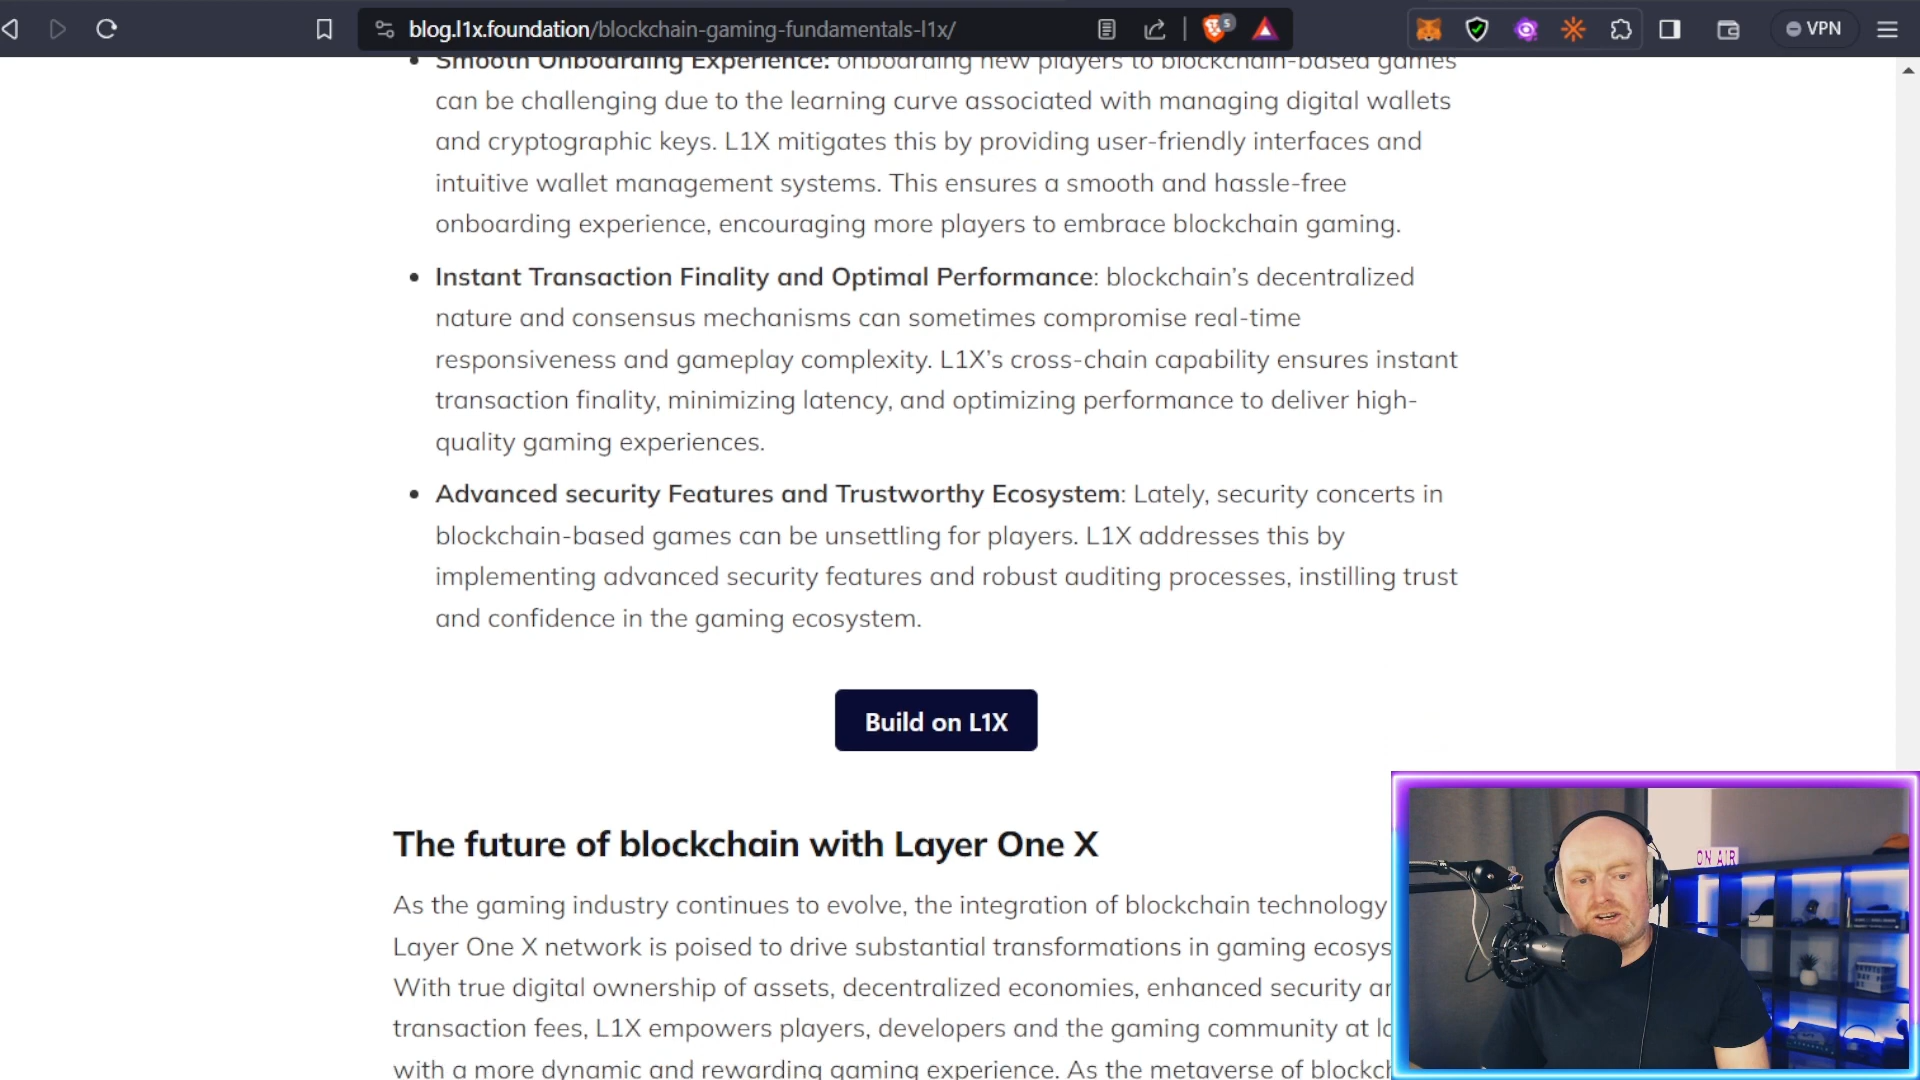 blog.l1x.foundation/blockchain-gaming-fundamentals-l1x/
5
VPN
Smooth Onboarding Experience: onboarding new players to blockchain-based games
can be challenging due to the learning curve associated with managing digital wallets
and cryptographic keys. L1X mitigates this by providing user-friendly interfaces and
intuitive wallet management systems. This ensures a smooth and hassle-free
onboarding experience, encouraging more players to embrace blockchain gaming.
Instant Transaction Finality and Optimal Performance: blockchain’s decentralized
nature and consensus mechanisms can sometimes compromise real-time
responsiveness and gameplay complexity. L1X’s cross-chain capability ensures instant
transaction finality, minimizing latency, and optimizing performance to deliver high-
quality gaming experiences.
Advanced security Features and Trustworthy Ecosystem: Lately, security concerts in
blockchain-based games can be unsettling for players. L1X addresses this by
implementing advanced security features and robust auditing processes, instilling trust
and confidence in the gaming ecosystem.
Build on L1X
The future of blockchain with Layer One X
As the gaming industry continues to evolve, the integration of blockchain technology
Layer One X network is poised to drive substantial transformations in gaming ecosys
With true digital ownership of assets, decentralized economies, enhanced security
transaction fees, L1X empowers players, developers and the gaming community at
with a more dynamic and rewarding gaming experience. As the metaverse of
ON AIR